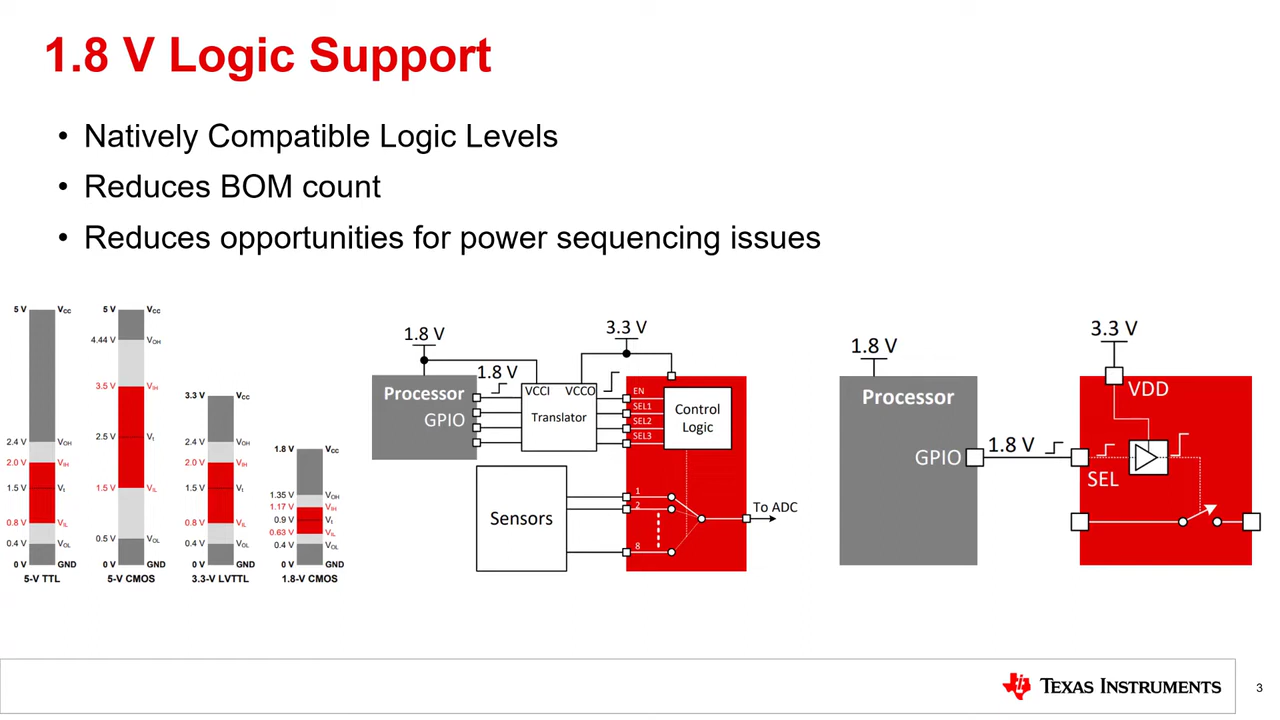 1.8 V Logic Support
• Natively Compatible Logic Levels
• Reduces BOM count
• Reduces opportunities for power sequencing issues
5 V VCC
2.4 V VOH
2.0 V VIH
1.5 V Vt
0.8 V VIL
0.4 V VOL
0 V GND
5-V TTL
5 V VCC
4.44 V VOH
3.5 V VIH
2.5 V Vt
1.5 V VIL
0.5 V VOL
0 V GND
5-V CMOS
3.3 V VCC
2.4 V VOH
2.0 V VIH
1.5 V Vt
0.8 V VIL
0.4 V VOL
0 V GND
3.3-V LVTTL
1.8 V VCC
1.35 V VOH
1.17 V VIH
0.9 V Vt
0.63 V VIL
0.4 V VOL
0 V GND
1.8-V CMOS
1.8 V
3.3 V
1.8 V
Processor
GPIO
VCCI VCCO
Translator
EN
SEL1
SEL2
SEL3
Control
Logic
Sensors
1
2
8
To ADC
1.8 V
Processor
GPIO
1.8 V
3.3 V
VDD
SEL
TEXAS INSTRUMENTS
3